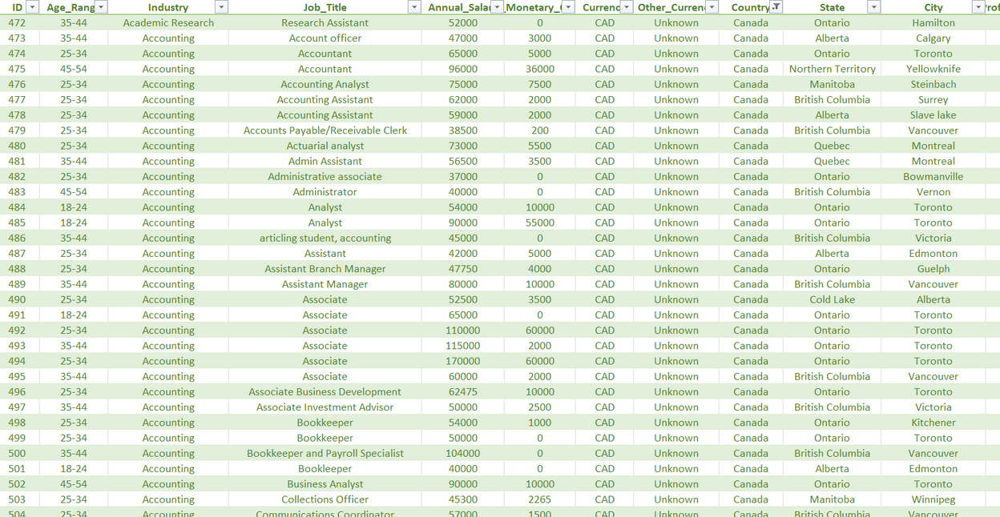 ID Age_Rang Industry Job_Title Annual_Salar _Monetary_ Currenc Other_Curren Country State City Prof
472 35-44 Academic Research Research Assistant 52000 0 CAD Unknown Canada Ontario Hamilton
473 35-44 Accounting Account officer 47000 3000 CAD Unknown Canada Alberta Calgary
474 25-34 Accounting Accountant 65000 5000 CAD Unknown Canada Ontario Toronto
475 45-54 Accounting Accountant 96000 36000 CAD Unknown Canada Northern Territory Yellowknife
476 25-34 Accounting Accounting Analyst 75000 7500 CAD Unknown Canada Manitoba Steinbach
477 25-34 Accounting Accounting Assistant 62000 2000 CAD Unknown Canada British Columbia Surrey
478 25-34 Accounting Accounting Assistant 59000 2000 CAD Unknown Canada Alberta Slave lake
479 25-34 Accounting Accounts Payable/Receivable Clerk 38500 200 CAD Unknown Canada British Columbia Vancouver
480 25-34 Accounting Actuarial analyst 73000 5500 CAD Unknown Canada Quebec Montreal
481 35-44 Accounting Admin Assistant 56500 3500 CAD Unknown Canada Quebec Montreal
482 25-34 Accounting Administrative associate 37000 0 CAD Unknown Canada Ontario Bowmanville
483 45-54 Accounting Administrator 40000 0 CAD Unknown Canada British Columbia Vernon
484 18-24 Accounting Analyst 54000 10000 CAD Unknown Canada Ontario Toronto
485 18-24 Accounting Analyst 90000 55000 CAD Unknown Canada Ontario Toronto
486 35-44 Accounting articling student, accounting 45000 0 CAD Unknown Canada British Columbia Victoria
487 25-34 Accounting Assistant 42000 5000 CAD Unknown Canada Alberta Edmonton
488 25-34 Accounting Assistant Branch Manager 47750 4000 CAD Unknown Canada Ontario Guelph
489 35-44 Accounting Assistant Manager 80000 10000 CAD Unknown Canada British Columbia Vancouver
490 25-34 Accounting Associate 52500 3500 CAD Unknown Canada Cold Lake Alberta
491 18-24 Accounting Associate 65000 0 CAD Unknown Canada Ontario Toronto
492 25-34 Accounting Associate 110000 60000 CAD Unknown Canada Ontario Toronto
493 35-44 Accounting Associate 115000 2000 CAD Unknown Canada Ontario Toronto
494 25-34 Accounting Associate 170000 60000 CAD Unknown Canada Ontario Toronto
495 35-44 Accounting Associate 60000 2000 CAD Unknown Canada British Columbia Vancouver
496 25-34 Accounting Associate Business Development 62475 10000 CAD Unknown Canada Ontario Toronto
497 35-44 Accounting Associate Investment Advisor 50000 2500 CAD Unknown Canada British Columbia Victoria
498 25-34 Accounting Bookkeeper 54000 1000 CAD Unknown Canada Ontario Kitchener
499 25-34 Accounting Bookkeeper 50000 0 CAD Unknown Canada Ontario Toronto
500 35-44 Accounting Bookkeeper and Payroll Specialist 104000 0 CAD Unknown Canada British Columbia Vancouver
501 18-24 Accounting Bookleeper 40000 0 CAD Unknown Canada Alberta Edmonton
502 45-54 Accounting Business Analyst 90000 10000 CAD Unknown Canada Ontario Toronto
503 25-34 Accounting Collections Officer 45300 2265 CAD Unknown Canada Manitoba Winnipeg
504 25-34 Accounting Communications Coordinator 57000 1500 CAD Unknown Canada British Columbia Vancouver